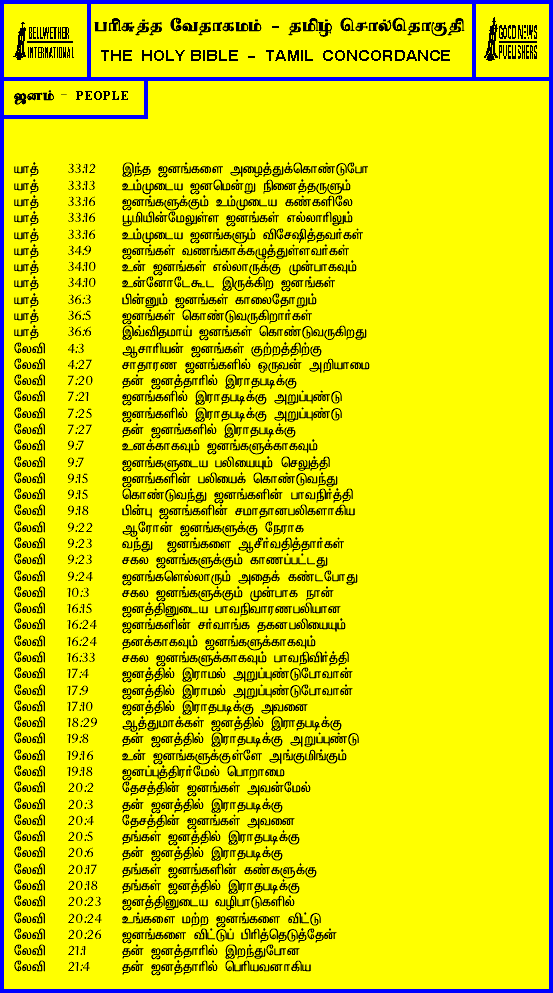 BELLWETHER
INTERNATIONAL
பரிசுத்த வேதாகமம் - தமிழ் சொல்தொகுதி
THE HOLY BIBLE - TAMIL CONCORDANCE
GOOD NEWS
PUBLISHERS
ஜனம் - PEOPLE
யாத் 33:12 இந்த ஜனங்களை அழைத்துக்கொண்டுபோ
யாத் 33:13 உம்முடைய ஜனமென்று நினைத்தருளும்
யாத் 33:16 ஜனங்களுக்கும் உம்முடைய கண்களிலே
யாத் 33:16 பூமியின்மேலுள்ள ஜனங்கள் எல்லாரிலும்
யாத் 33:16 உம்முடைய ஜனங்களும் விசேஷித்தவர்கள்
யாத் 34:9 ஜனங்கள் வணங்காக்கழுத்துள்ளவர்கள்
யாத் 34:10 உன் ஜனங்கள் எல்லாருக்கு முன்பாகவும்
யாத் 34:10 உன்னோடேகூட இருக்கிற ஜனங்கள்
யாத் 36:3 பின்னும் ஜனங்கள் காலைதோறும்
யாத் 36:5 ஜனங்கள் கொண்டுவருகிறார்கள்
யாத் 36:6 இவ்விதமாய் ஜனங்கள் கொண்டுவருகிறது
லேவி 4:3 ஆசாரியன் ஜனங்கள் குற்றத்திற்கு
லேவி 4:27 சாதாரண ஜனங்களில் ஒருவன் அறியாமை
லேவி 7:20 தன் ஜனத்தாரில் இராதபடிக்கு
லேவி 7:21 ஜனங்களில் இராதபடிக்கு அறுப்புண்டு
லேவி 7:25 ஜனங்களில் இராதபடிக்கு அறுப்புண்டு
லேவி 7:27 தன் ஜனங்களில் இராதபடிக்கு
லேவி 9:7 உனக்காகவும் ஜனங்களுக்காகவும்
லேவி 9:7 ஜனங்களுடைய பலியையும் செலுத்தி
லேவி 9:15 ஜனங்களின் பலியைக் கொண்டுவந்து
லேவி 9:15 கொண்டுவந்து ஜனங்களின் பாவநிர்த்தி
லேவி 9:18 பின்பு ஜனங்களின் சமாதானபலிகளாகிய
லேவி 9:22 ஆரோன் ஜனங்களுக்கு நேராக
லேவி 9:23 வந்து ஜனங்களை ஆசீர்வதித்தார்கள்
லேவி 9:23 சகல ஜனங்களுக்கும் காணப்பட்டது
லேவி 9:24 ஜனங்களெல்லாரும் அதைக் கண்டபோது
லேவி 10:3 சகல ஜனங்களுக்கும் முன்பாக நான்
லேவி 16:15 ஜனத்தினுடைய பாவநிவாரணபலியான
லேவி 16:24 ஜனங்களின் சர்வாங்க தகனபலியையும்
லேவி 16:24 தனக்காகவும் ஜனங்களுக்காகவும்
லேவி 16:33 சகல ஜனங்களுக்காகவும் பாவநிவிர்த்தி
லேவி 17:4 ஜனத்தில் இராமல் அறுப்புண்டுபோவான்
லேவி 17:9 ஜனத்தில் இராமல் அறுப்புண்டுபோவான்
லேவி 17:10 ஜனத்தில் இராதபடிக்கு அவனை
லேவி 18:29 ஆத்துமாக்கள் ஜனத்தில் இராதபடிக்கு
லேவி 19:8 தன் ஜனத்தில் இராதபடிக்கு அறுப்புண்டு
லேவி 19:16 உன் ஜனங்களுக்குள்ளே அங்குமிங்கும்
லேவி 19:18 ஜனப்புத்திரர்மேல் பொறாமை
லேவி 20:2 தேசத்தின் ஜனங்கள் அவன்மேல்
லேவி 20:3 தன் ஜனத்தில் இராதபடிக்கு
லேவி 20:4 தேசத்தின் ஜனங்கள் அவனை
லேவி 20:5 தங்கள் ஜனத்தில் இராதபடிக்கு
லேவி 20:6 தன் ஜனத்தில் இராதபடிக்கு
லேவி 20:17 தங்கள் ஜனங்களின் கண்களுக்கு
லேவி 20:18 தங்கள் ஜனத்தில் இராதபடிக்கு
லேவி 20:23 ஜனத்தினுடைய வழிபாடுகளில்
லேவி 20:24 உங்களை மற்ற ஜனங்களை விட்டு
லேவி 20:26 ஜனங்களை விட்டுப் பிரித்தெடுத்தேன்
லேவி 21:1 தன் ஜனத்தாரில் இறந்துபோன
லேவி 21:4 தன் ஜனத்தாரில் பெரியவனாகிய